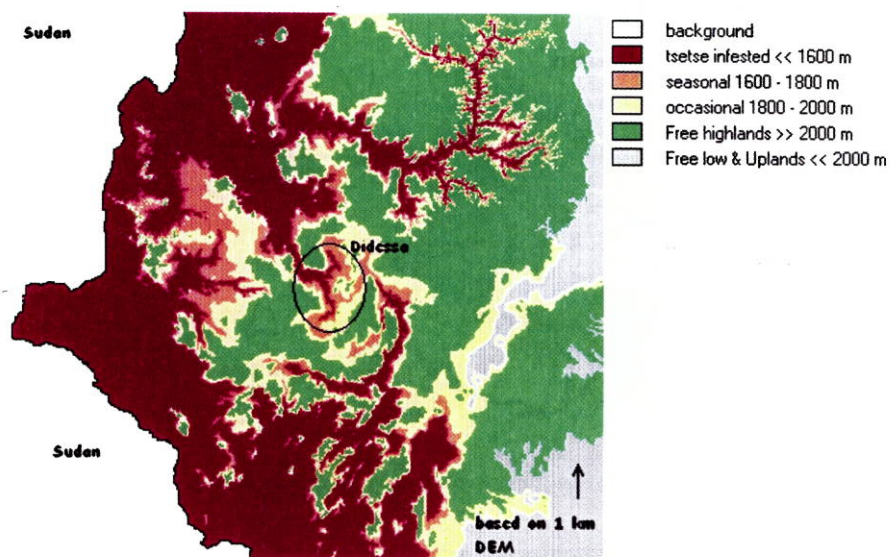 Sudan
background
tsetse infested << 1600 m
seasonal 1600 - 1800 m
occasional 1800 - 2000 m
Free highlands >> 2000 m
Free low & Uplands << 2000 m
Didessa
Sudan
based on 1 km
DEM